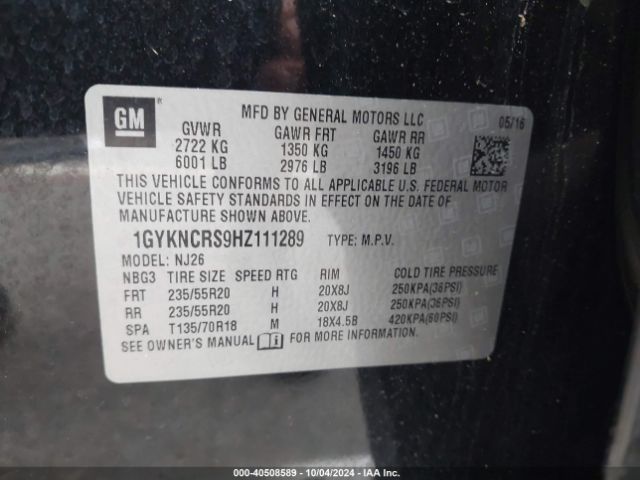 GM ®
MFD BY GENERAL MOTORS LLC
05/16
GVWR GAWR FRT GAWR RR
2722 KG 1350 KG 1450 KG
6001 LB 2976 LB 3196 LB
THIS VEHICLE CONFORMS TO ALL APPLICABLE U.S. FEDERAL MOTOR
VEHICLE SAFETY STANDARDS IN EFFECT ON THE DATE OF
MANUFACTURE SHOWN ABOVE.
1GYKNCRS9HZ111289 TYPE: M.P.V.
MODEL: NJ26
NBG3 TIRE SIZE SPEED RTG RIM COLD TIRE PRESSURE
FRT 235/55R20 H 20X8J 250KPA(36PSI)
RR 235/55R20 H 20X8J 250KPA(36PSI)
SPA T135/70R18 M 18X4.5B 420KPA(60PSI)
SEE OWNER'S MANUAL FOR MORE INFORMATION.
000-40508589 - 10/04/2024 - IAA Inc.